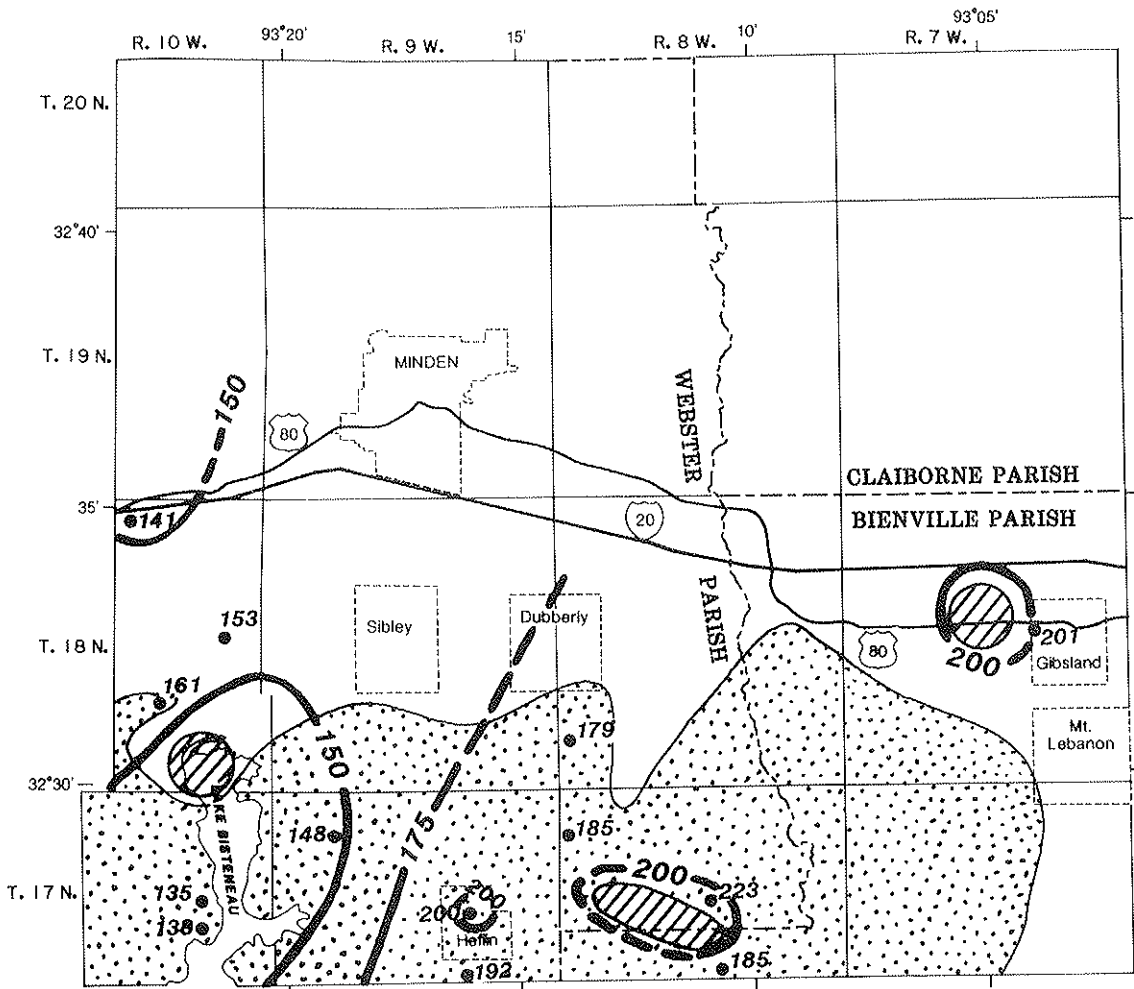 R. 10 W.
93°20'
R. 9 W.
15'
R. 8 W.
10'
93°05'
R. 7 W.
T. 20 N.
32°40'
T. 19 N.
MINDEN
150
80
WEBSTER
CLAIBORNE PARISH
35'
141
20
BIENVILLE PARISH
PARISH
153
Sibley
Dubberly
T. 18 N.
80
200
201
Gibsland
161
179
Mt.
Lebanon
32°30'
150
175
LAKE BISTENEAU
148
185
T. 17 N.
135
138
200
200
Heflin
192
200
223
185